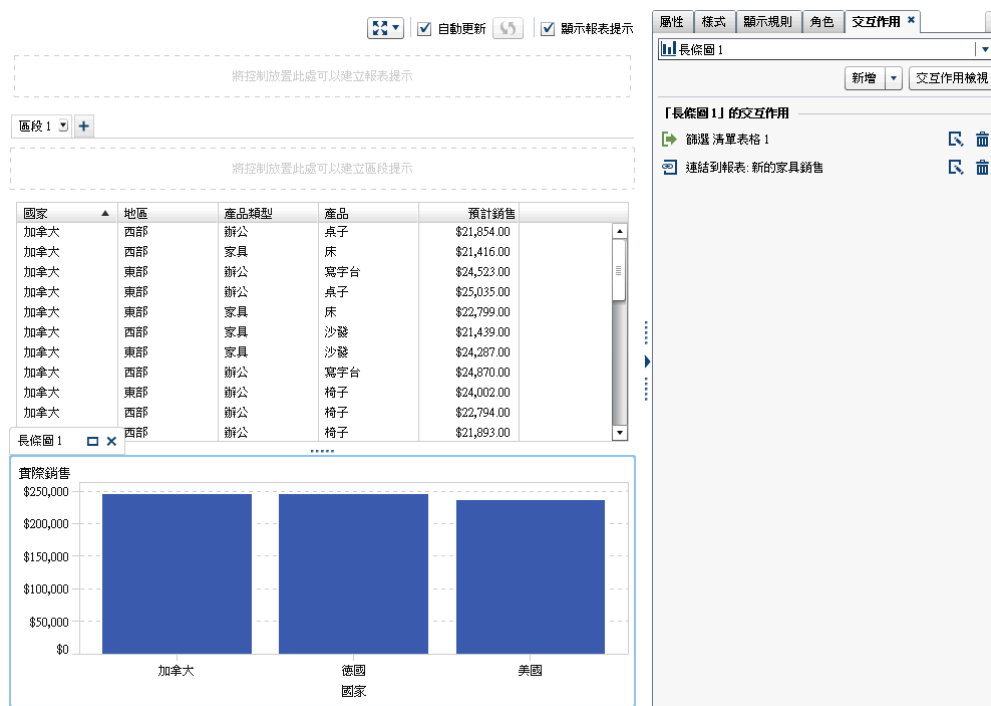 自動更新 顯示報表提示
將控制放置此處可以建立報表提示
區段 1
將控制放置此處可以建立區段提示
國家 地區 產品類型 產品 預計銷售
加拿大 西部 辦公 桌子 $21,854.00
加拿大 西部 家具 床 $21,416.00
加拿大 東部 辦公 寫字台 $24,523.00
加拿大 東部 辦公 桌子 $25,035.00
加拿大 東部 家具 床 $22,799.00
加拿大 西部 家具 沙發 $21,439.00
加拿大 東部 家具 沙發 $24,287.00
加拿大 西部 辦公 寫字台 $24,870.00
加拿大 東部 辦公 椅子 $24,002.00
加拿大 西部 辦公 椅子 $22,794.00
西部 辦公 椅子 $21,893.00
長條圖 1
實際銷售
$250,000
$200,000
$150,000
$100,000
$50,000
$0
加拿大 德國 美國
國家
屬性 樣式 顯示規則 角色 交互作用
長條圖 1
新增 交互作用檢視
「長條圖 1」的交互作用
篩選 清單表格 1
連結到報表: 新的家具銷售